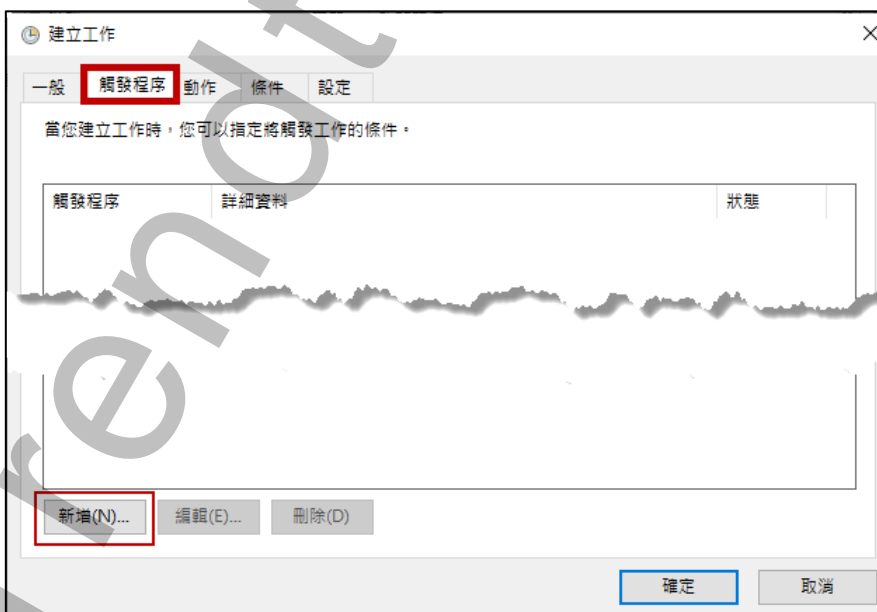 建立工作
一般 觸發程序 動作 條件 設定
當您建立工作時，您可以指定將觸發工作的條件。
觸發程序 詳細資料 狀態
新增(N)... 編輯(E)... 刪除(D)
確定 取消
rendt